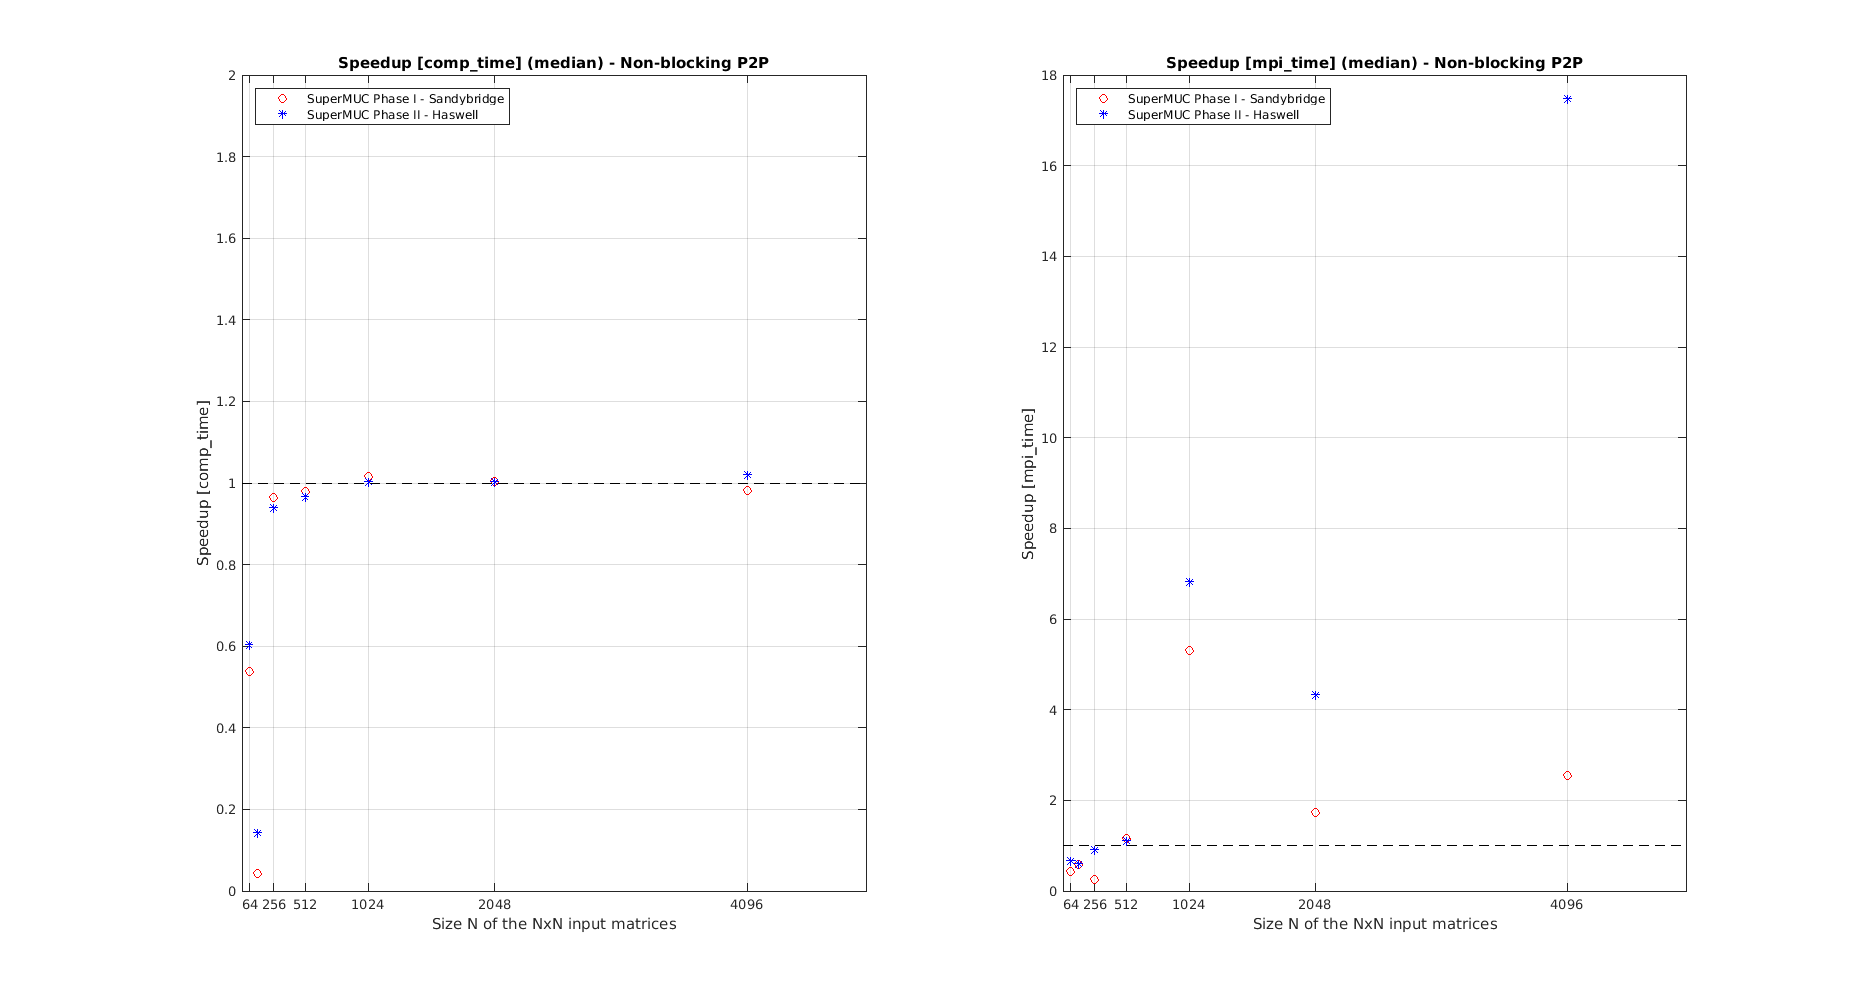 Speedup [comp_time] (median) - Non-blocking P2P
SuperMUC Phase I - Sandybridge
SuperMUC Phase II - Haswell
2
1.8
1.6
1.4
1.2
1
0.8
0.6
0.4
0.2
0
Speedup [comp_time]
64 256 512 1024 2048 4096
Size N of the NxN input matrices
Speedup [mpi_time] (median) - Non-blocking P2P
SuperMUC Phase I - Sandybridge
SuperMUC Phase II - Haswell
18
16
14
12
10
8
6
4
2
0
Speedup [mpi_time]
64 256 512 1024 2048 4096
Size N of the NxN input matrices